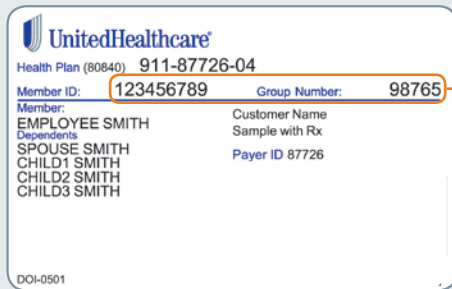 UnitedHealthcare®
Health Plan (80840) 911-87726-04
Member ID: 123456789 Group Number: 98765
Member:
EMPLOYEE SMITH
Dependents
SPOUSE SMITH
CHILD1 SMITH
CHILD2 SMITH
CHILD3 SMITH
Customer Name
Sample with Rx
Payer ID 87726
DOI-0501